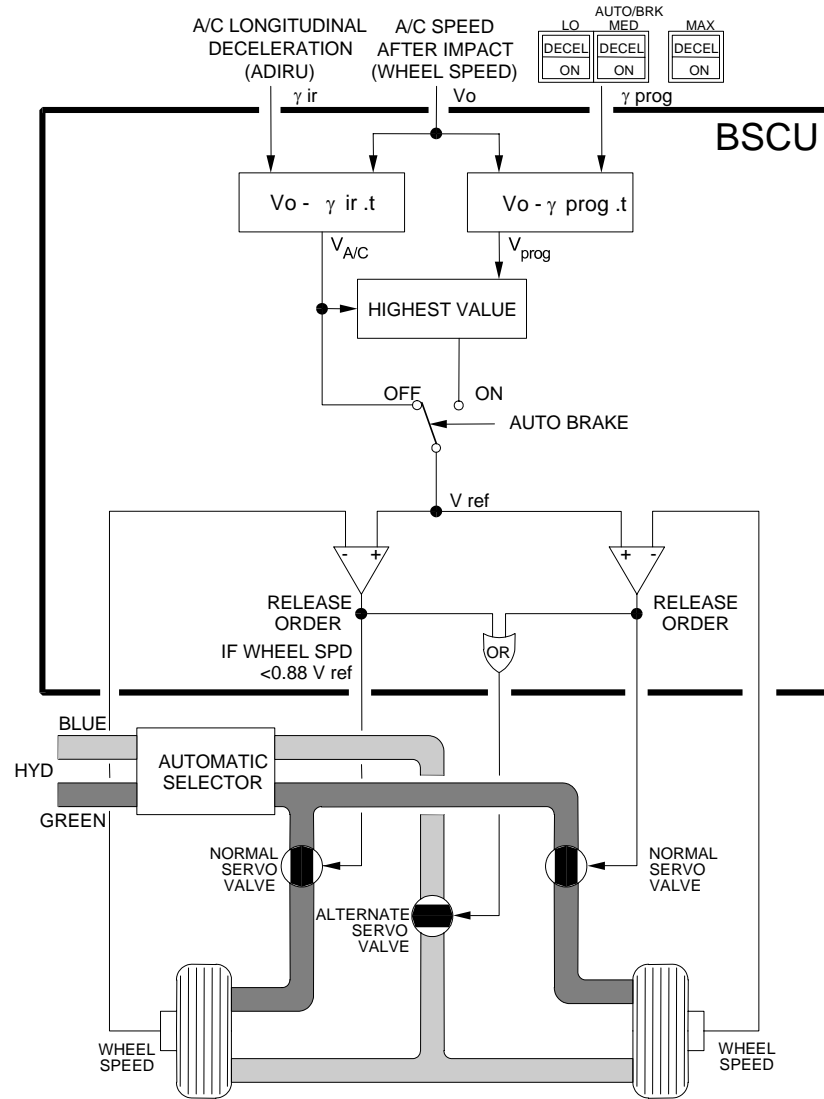 A/C LONGITUDINAL
DECELERATION
(ADIRU)
γ ir
A/C SPEED
AFTER IMPACT
(WHEEL SPEED)
Vo
AUTO/BRK
LO MED MAX
DECEL DECEL DECEL
ON ON ON
γ prog
BSCU
Vo - γ ir .t
Vo - γ prog .t
V A/C
V prog
HIGHEST VALUE
OFF ON
AUTO BRAKE
V ref
- +
+ -
RELEASE
ORDER
RELEASE
ORDER
IF WHEEL SPD
<0.88 V ref
OR
BLUE
HYD
GREEN
AUTOMATIC
SELECTOR
NORMAL
SERVO
VALVE
NORMAL
SERVO
VALVE
ALTERNATE
SERVO
VALVE
WHEEL
SPEED
WHEEL
SPEED